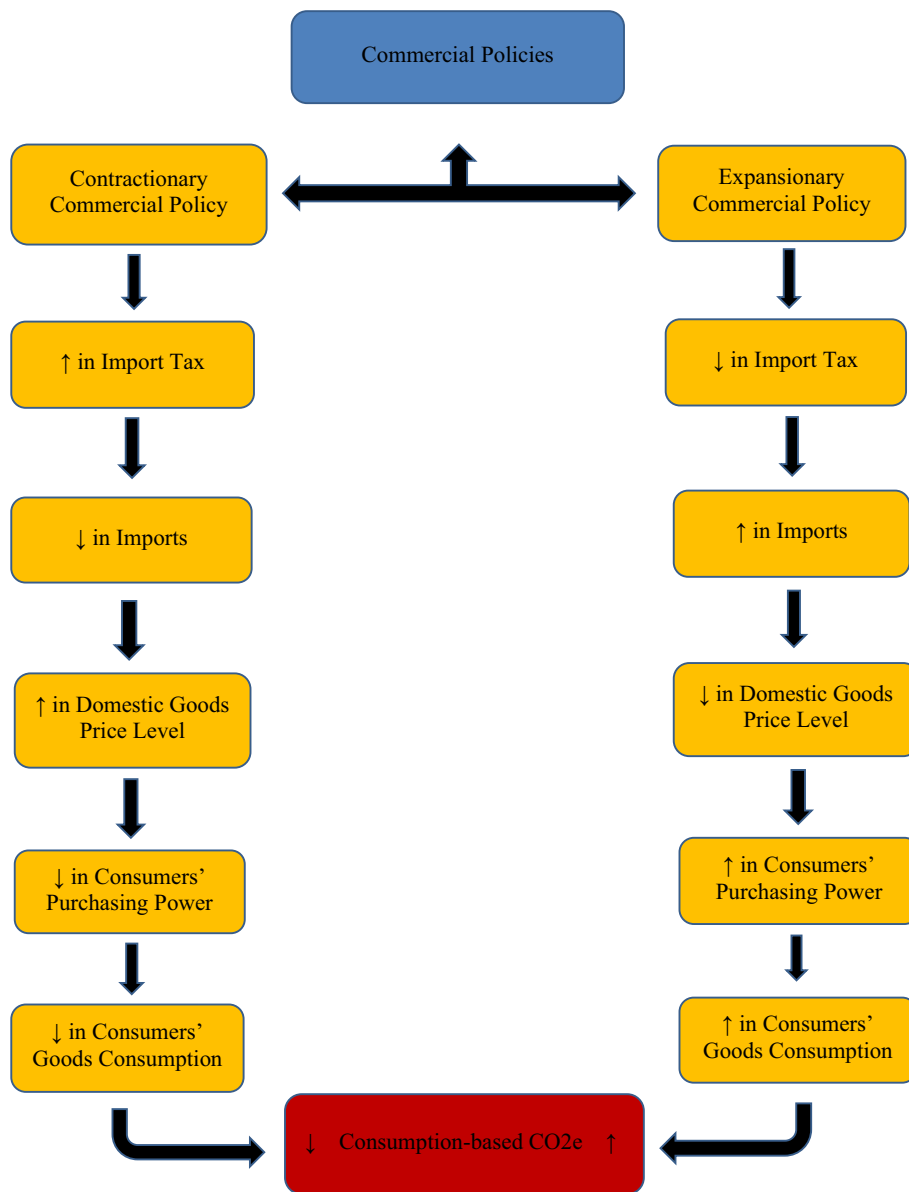 Commercial Policies
Contractionary
Commercial Policy
↑ in Import Tax
↓ in Imports
↑ in Domestic Goods
Price Level
↓ in Consumers’
Purchasing Power
↓ in Consumers’
Goods Consumption
Expansionary
Commercial Policy
↓ in Import Tax
↑ in Imports
↓ in Domestic Goods
Price Level
↑ in Consumers’
Purchasing Power
↑ in Consumers’
Goods Consumption
↓ Consumption-based CO2e ↑